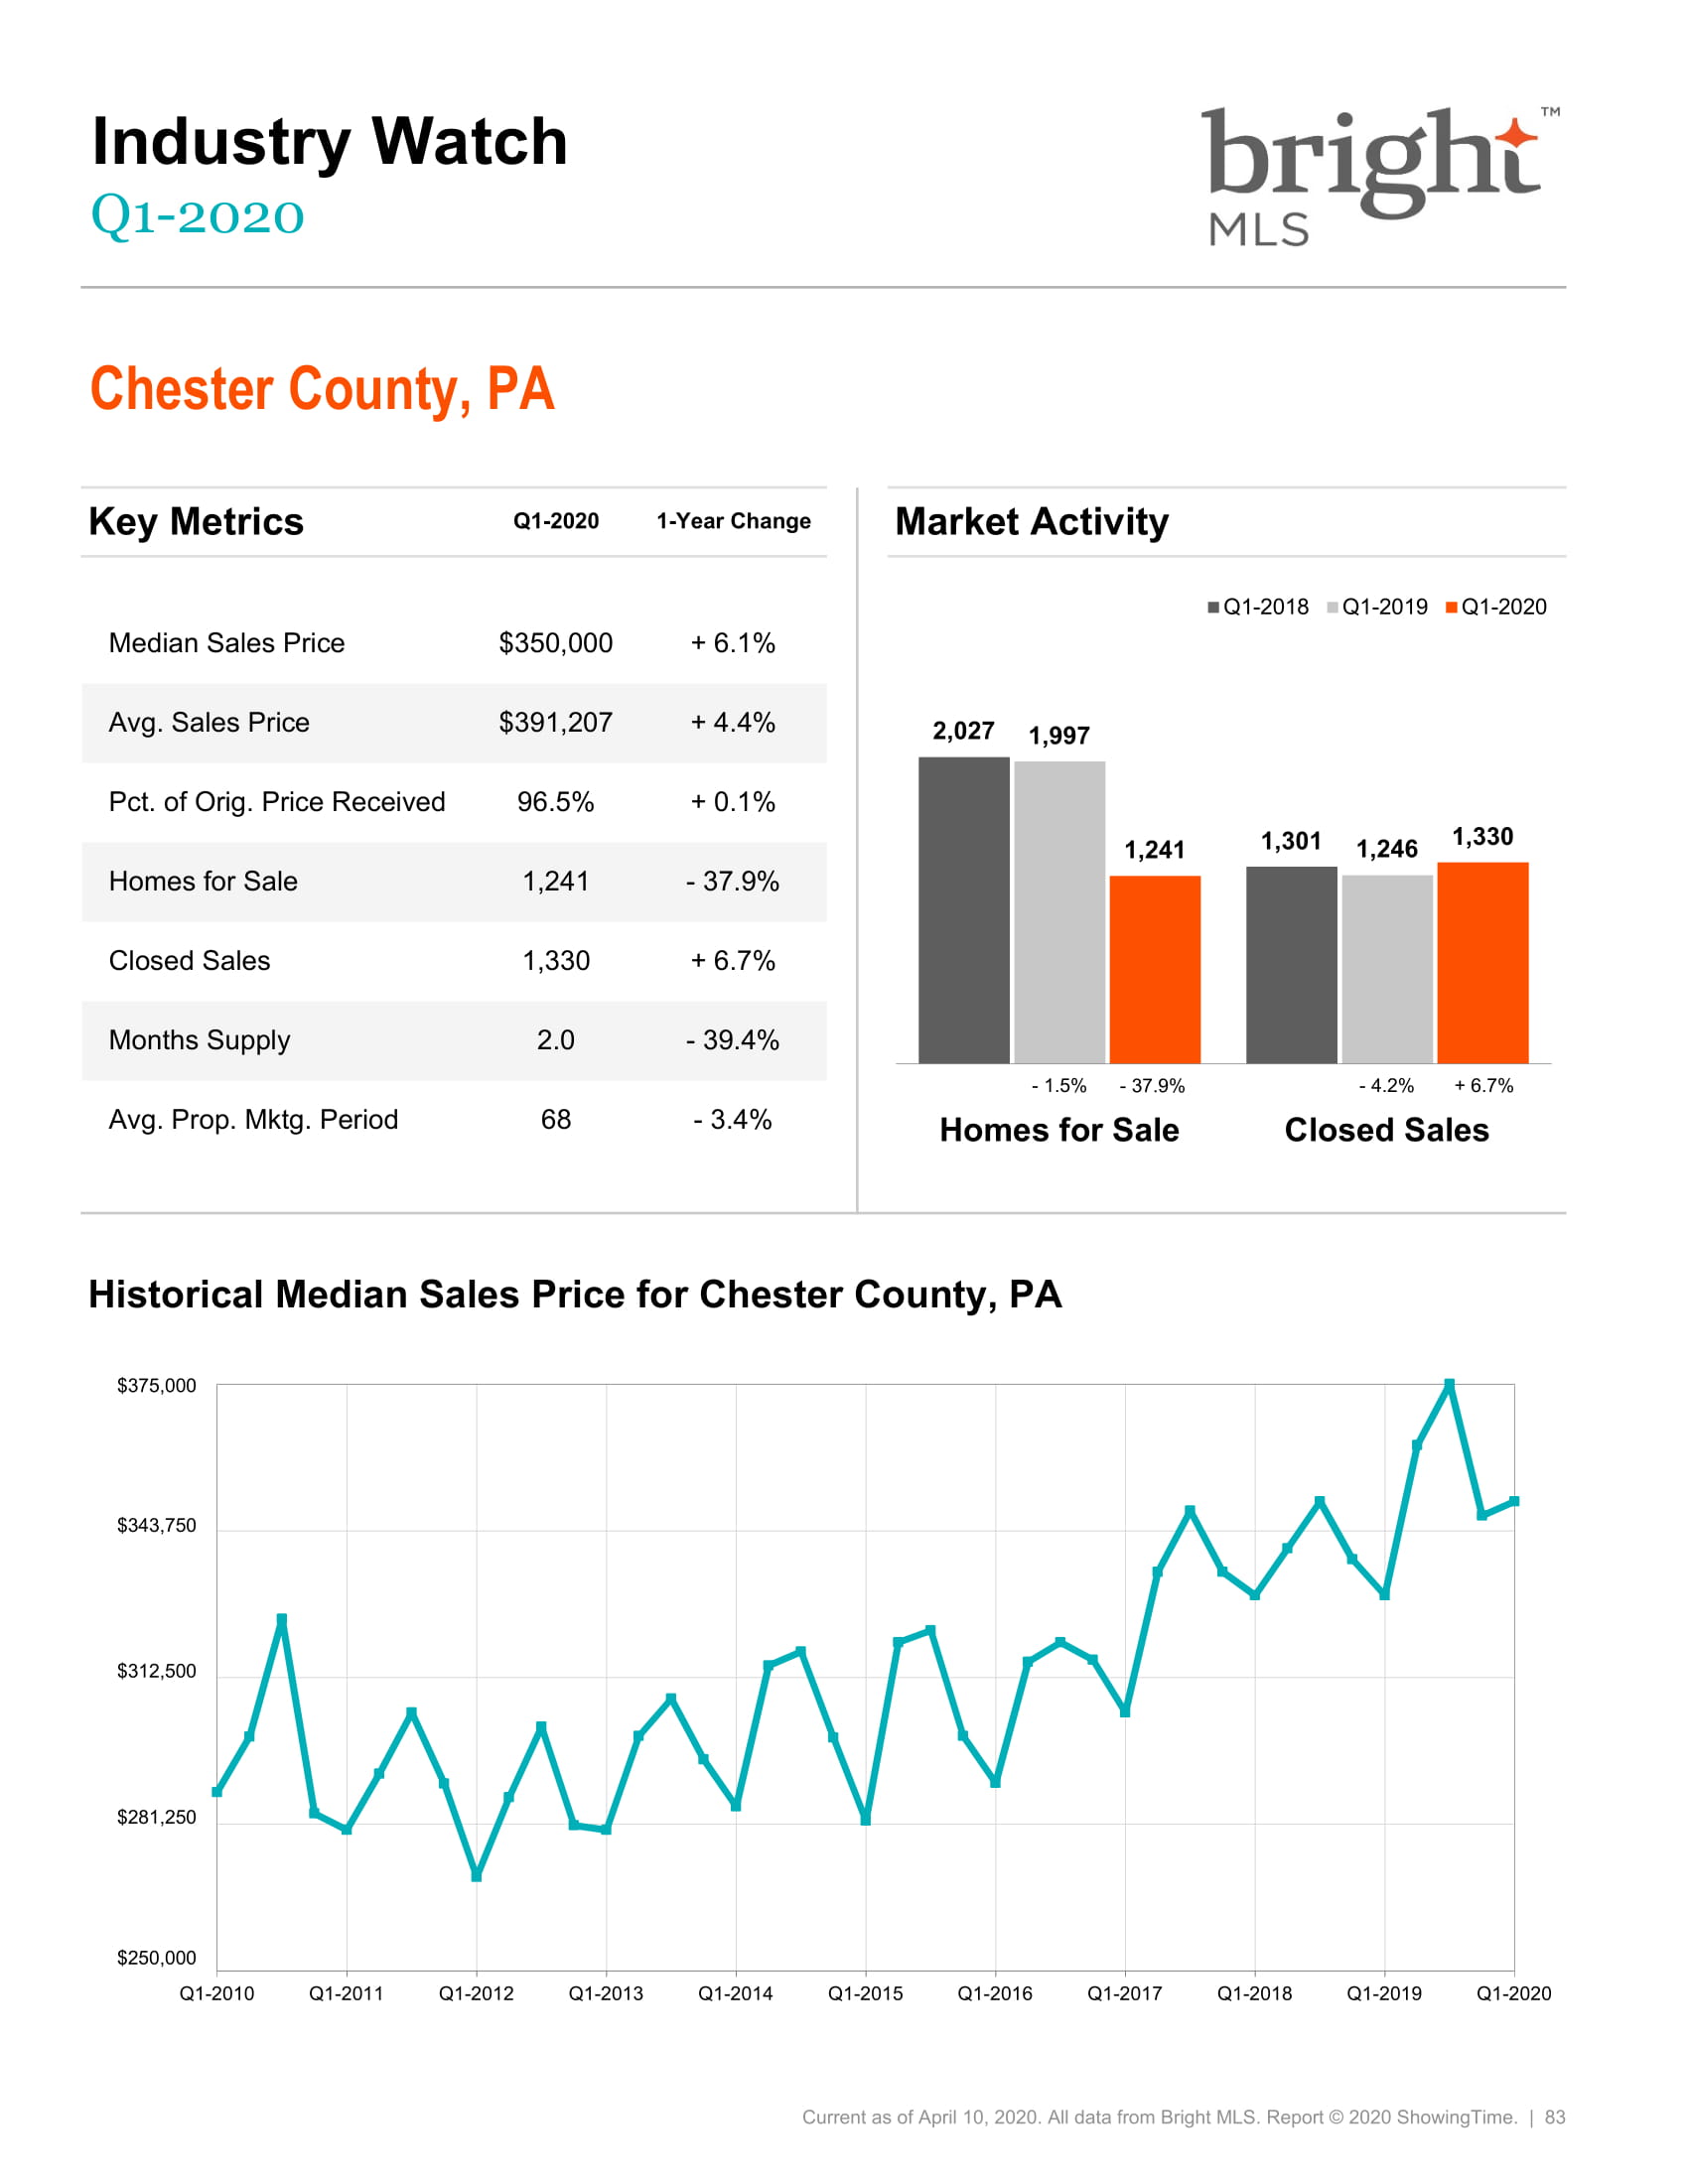 Industry Watch
Q1-2020
bright™
MLS
Chester County, PA
Key Metrics Q1-2020 1-Year Change
Median Sales Price $350,000 + 6.1%
Avg. Sales Price $391,207 + 4.4%
Pct. of Orig. Price Received 96.5% + 0.1%
Homes for Sale 1,241 - 37.9%
Closed Sales 1,330 + 6.7%
Months Supply 2.0 - 39.4%
Avg. Prop. Mktg. Period 68 - 3.4%
Market Activity
Q1-2018 Q1-2019 Q1-2020
2,027 1,997 1,241 1,301 1,246 1,330
- 1.5% - 37.9% - 4.2% + 6.7%
Homes for Sale Closed Sales
Historical Median Sales Price for Chester County, PA
$375,000
$343,750
$312,500
$281,250
$250,000
Q1-2010 Q1-2011 Q1-2012 Q1-2013 Q1-2014 Q1-2015 Q1-2016 Q1-2017 Q1-2018 Q1-2019 Q1-2020
Current as of April 10, 2020. All data from Bright MLS. Report © 2020 ShowingTime. | 83